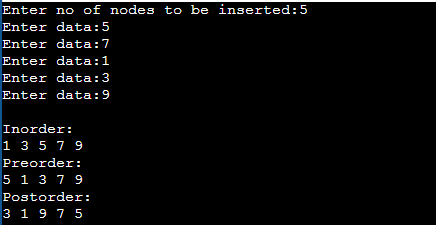 Enter no of nodes to be inserted:5
Enter data:5
Enter data:7
Enter data:1
Enter data:3
Enter data:9
Inorder:
1 3 5 7 9
Preorder:
5 1 3 7 9
Postorder:
3 1 9 7 5